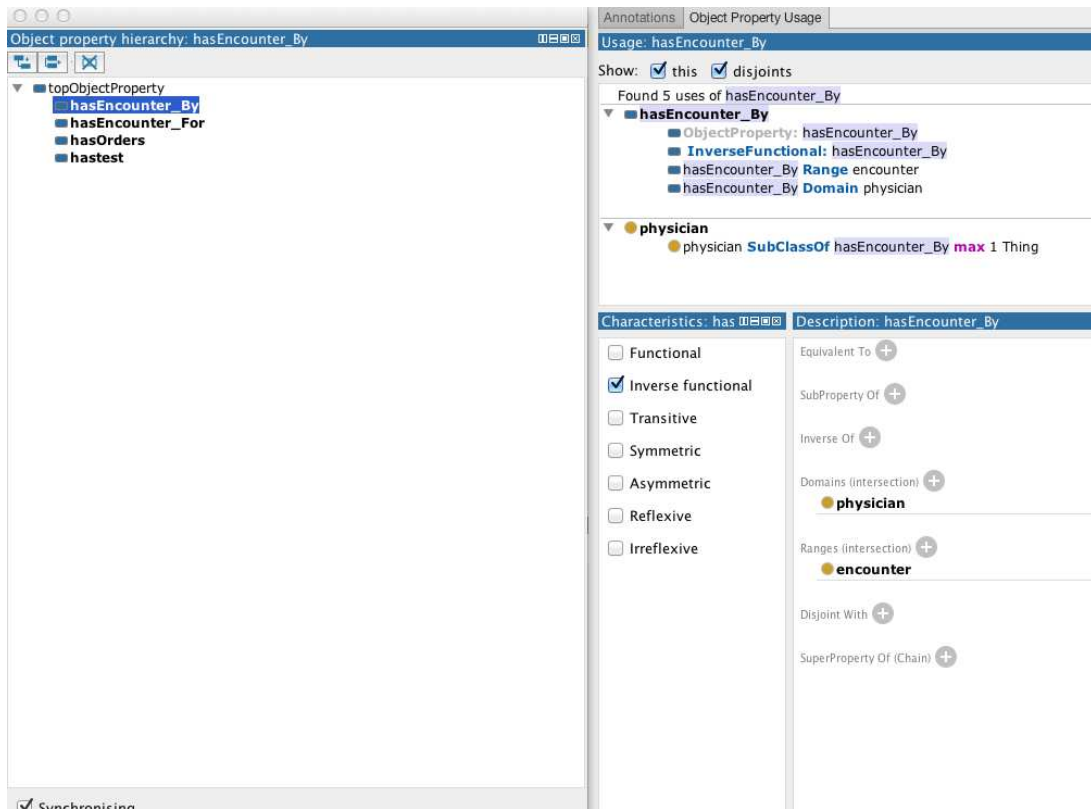 Object property hierarchy: hasEncounter_By
topObjectProperty
hasEncounter_By
hasEncounter_For
hasOrders
hastest
Synchronising
Annotations Object Property Usage
Usage: hasEncounter_By
Show: this disjoints
Found 5 uses of hasEncounter_By
hasEncounter_By
ObjectProperty: hasEncounter_By
InverseFunctional: hasEncounter_By
hasEncounter_By Range encounter
hasEncounter_By Domain physician
physician
physician SubClassOf hasEncounter_By max 1 Thing
Characteristics: has
Functional
Inverse functional
Transitive
Symmetric
Asymmetric
Reflexive
Irreflexive
Description: hasEncounter_By
Equivalent To
SubProperty Of
Inverse Of
Domains (intersection)
physician
Ranges (intersection)
encounter
Disjoint With
SuperProperty Of (Chain)